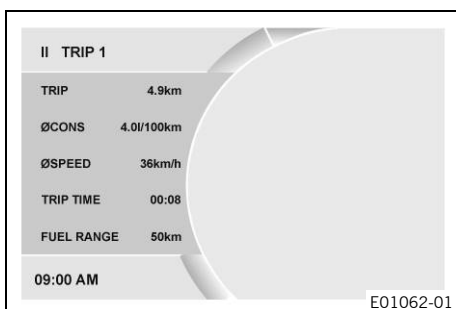 II TRIP 1
TRIP 4.9km
ØCONS 4.0l/100km
ØSPEED 36km/h
TRIP TIME 00:08
FUEL RANGE 50km
09:00 AM
E01062-01